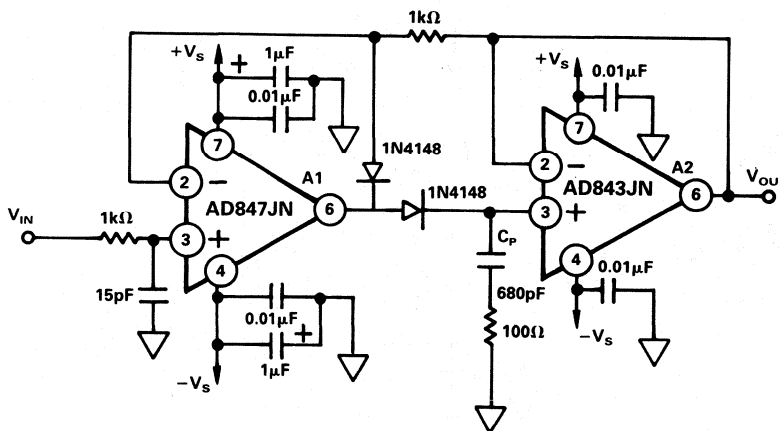 1kΩ
+VS
+
1µF
0.01µF
+VS
0.01µF
7
7
1N4148
2
−
A1
2
−
A2
AD847JN
6
1N4148
AD843JN
6
VOU
VIN
1kΩ
3
+
3
+
CP
4
4
15pF
680pF
0.01µF
0.01µF
+
100Ω
1µF
−VS
−VS